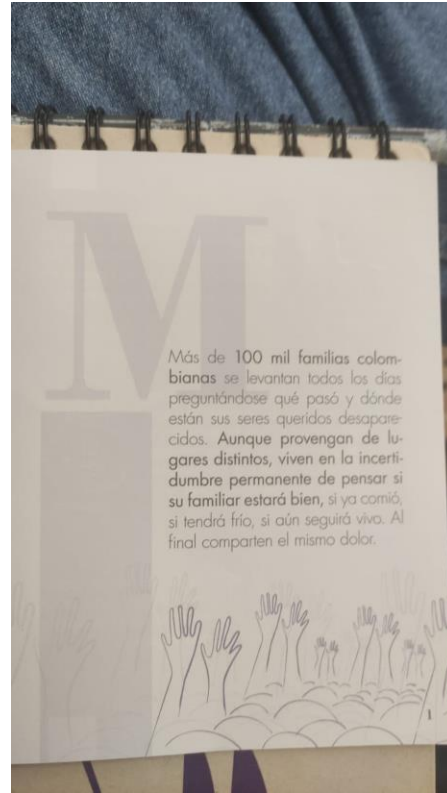 M
Más de 100 mil familias colom-
bianas se levantan todos los días
preguntándose qué pasó y dónde
están sus seres queridos desapare-
cidos. Aunque provengan de lu-
gares distintos, viven en la incerti-
dumbre permanente de pensar si
su familiar estará bien, si ya comió,
si tendrá frío, si aún seguirá vivo. Al
final comparten el mismo dolor.
1